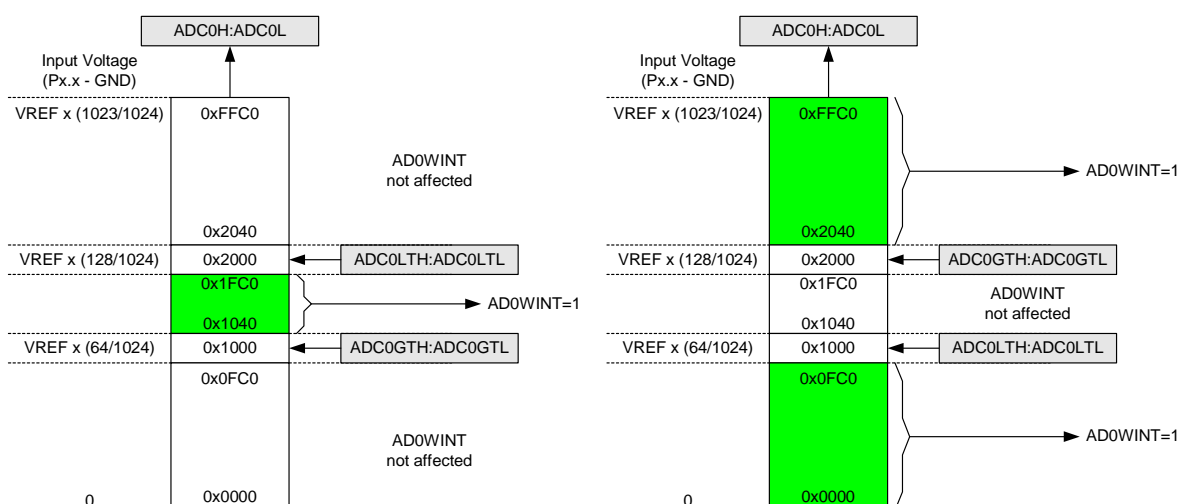 ADC0H:ADC0L
Input Voltage
(Px.x - GND)
VREF x (1023/1024)
0xFFC0
AD0WINT
not affected
0x2040
VREF x (128/1024)
0x2000
ADC0LTH:ADC0LTL
0x1FC0
AD0WINT=1
0x1040
VREF x (64/1024)
0x1000
ADC0GTH:ADC0GTL
0x0FC0
AD0WINT
not affected
0
0x0000
ADC0H:ADC0L
Input Voltage
(Px.x - GND)
VREF x (1023/1024)
0xFFC0
AD0WINT=1
0x2040
VREF x (128/1024)
0x2000
ADC0GTH:ADC0GTL
0x1FC0
AD0WINT
not affected
0x1040
VREF x (64/1024)
0x1000
ADC0LTH:ADC0LTL
0x0FC0
AD0WINT=1
0
0x0000